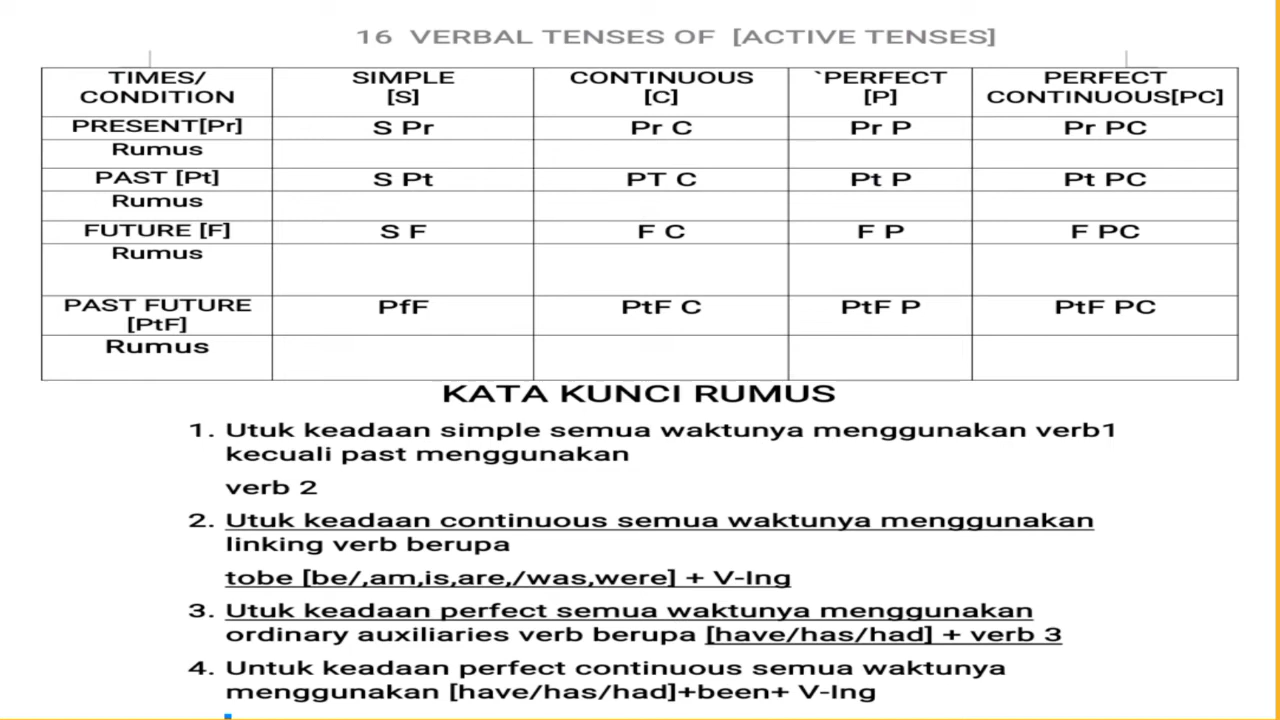 16 VERBAL TENSES OF [ACTIVE TENSES]
TIMES/ CONDITION SIMPLE [S] CONTINUOUS [C] `PERFECT [P] PERFECT CONTINUOUS[PC]
PRESENT[Pr] S Pr Pr C Pr P Pr PC
Rumus
PAST [Pt] S Pt PT C Pt P Pt PC
Rumus
FUTURE [F] S F F C F P F PC
Rumus
PAST FUTURE [PtF] PfF PtF C PtF P PtF PC
Rumus
KATA KUNCI RUMUS
1. Utuk keadaan simple semua waktunya menggunakan verb1
kecuali past menggunakan
verb 2
2. Utuk keadaan continuous semua waktunya menggunakan
linking verb berupa
tobe [be/,am,is,are,/was,were] + V-Ing
3. Utuk keadaan perfect semua waktunya menggunakan
ordinary auxiliaries verb berupa [have/has/had] + verb 3
4. Untuk keadaan perfect continuous semua waktunya
menggunakan [have/has/had]+been+ V-Ing